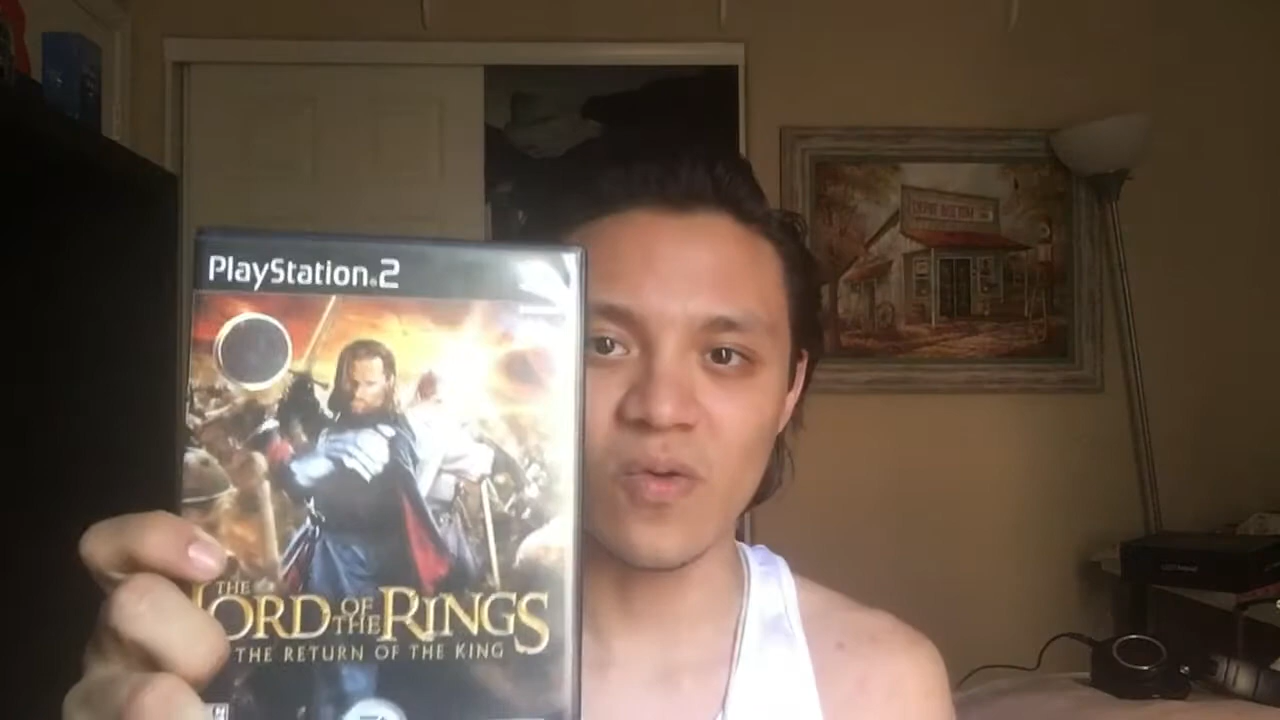 PlayStation.2
THE
LORD OF THE RINGS
THE RETURN OF THE KING